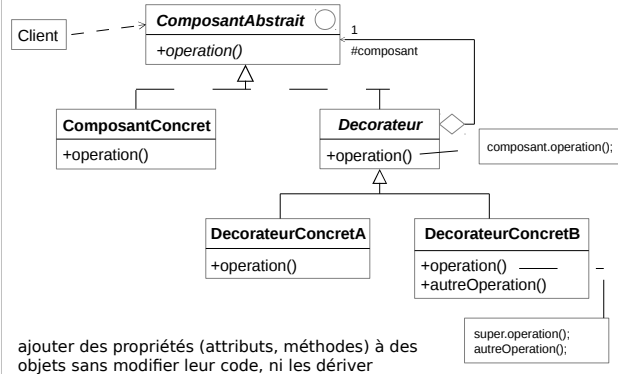 ComposantAbstrait
Client
+operation()
1
#composant
ComposantConcret
+operation()
Decorateur
+operation()
composant.operation();
DecorateurConcretA
+operation()
DecorateurConcretB
+operation()
+autreOperation()
super.operation();
autreOperation();
ajouter des propriétés (attributs, méthodes) à des
objets sans modifier leur code, ni les dériver